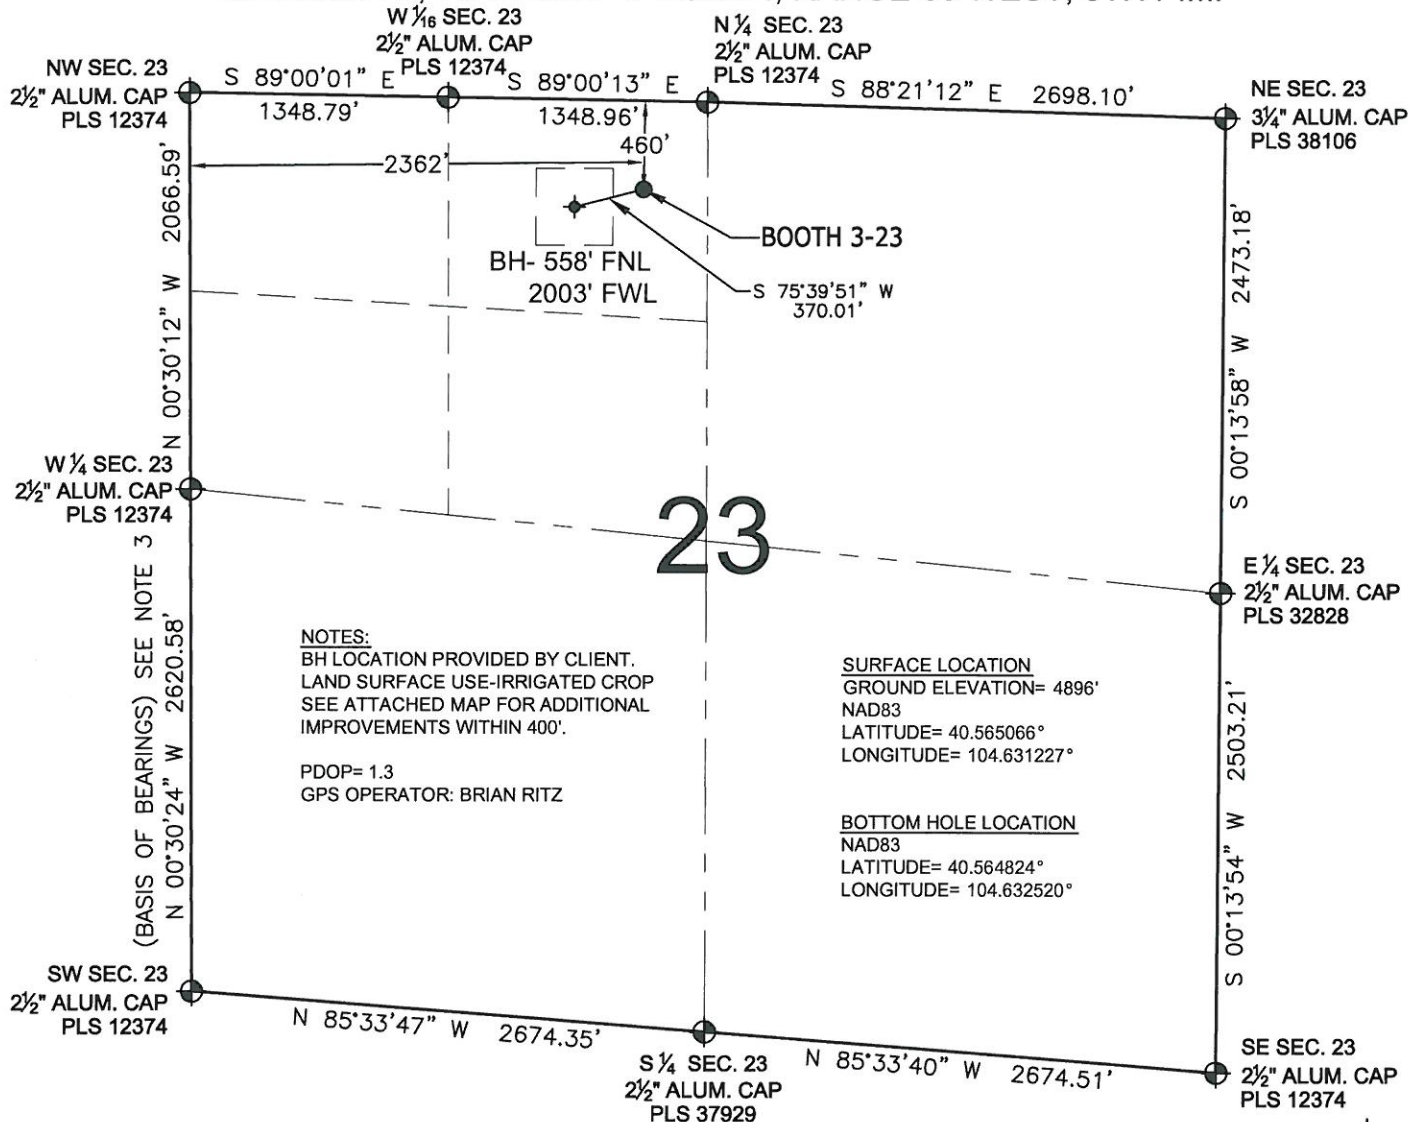 W 1/16 SEC. 23
2½" ALUM. CAP
PLS 12374
N ¼ SEC. 23
2½" ALUM. CAP
PLS 12374
NW SEC. 23
2½" ALUM. CAP
PLS 12374
S 89°00'01" E
1348.79'
S 89°00'13" E
1348.96'
S 88°21'12" E 2698.10'
NE SEC. 23
3¼" ALUM. CAP
PLS 38106
460'
2362'
BOOTH 3-23
BH- 558' FNL
2003' FWL
S 75°39'51" W
370.01'
N 00°30'12" W 2066.59'
S 00°13'58" W 2473.18'
W ¼ SEC. 23
2½" ALUM. CAP
PLS 12374
23
E ¼ SEC. 23
2½" ALUM. CAP
PLS 32828
(BASIS OF BEARINGS) SEE NOTE 3
N 00°30'24" W 2620.58'
NOTES:
BH LOCATION PROVIDED BY CLIENT.
LAND SURFACE USE-IRRIGATED CROP
SEE ATTACHED MAP FOR ADDITIONAL
IMPROVEMENTS WITHIN 400'.
PDOP= 1.3
GPS OPERATOR: BRIAN RITZ
SURFACE LOCATION
GROUND ELEVATION= 4896'
NAD83
LATITUDE= 40.565066°
LONGITUDE= 104.631227°
BOTTOM HOLE LOCATION
NAD83
LATITUDE= 40.564824°
LONGITUDE= 104.632520°
S 00°13'54" W 2503.21'
SW SEC. 23
2½" ALUM. CAP
PLS 12374
N 85°33'47" W 2674.35'
S ¼ SEC. 23
2½" ALUM. CAP
PLS 37929
N 85°33'40" W 2674.51'
SE SEC. 23
2½" ALUM. CAP
PLS 12374